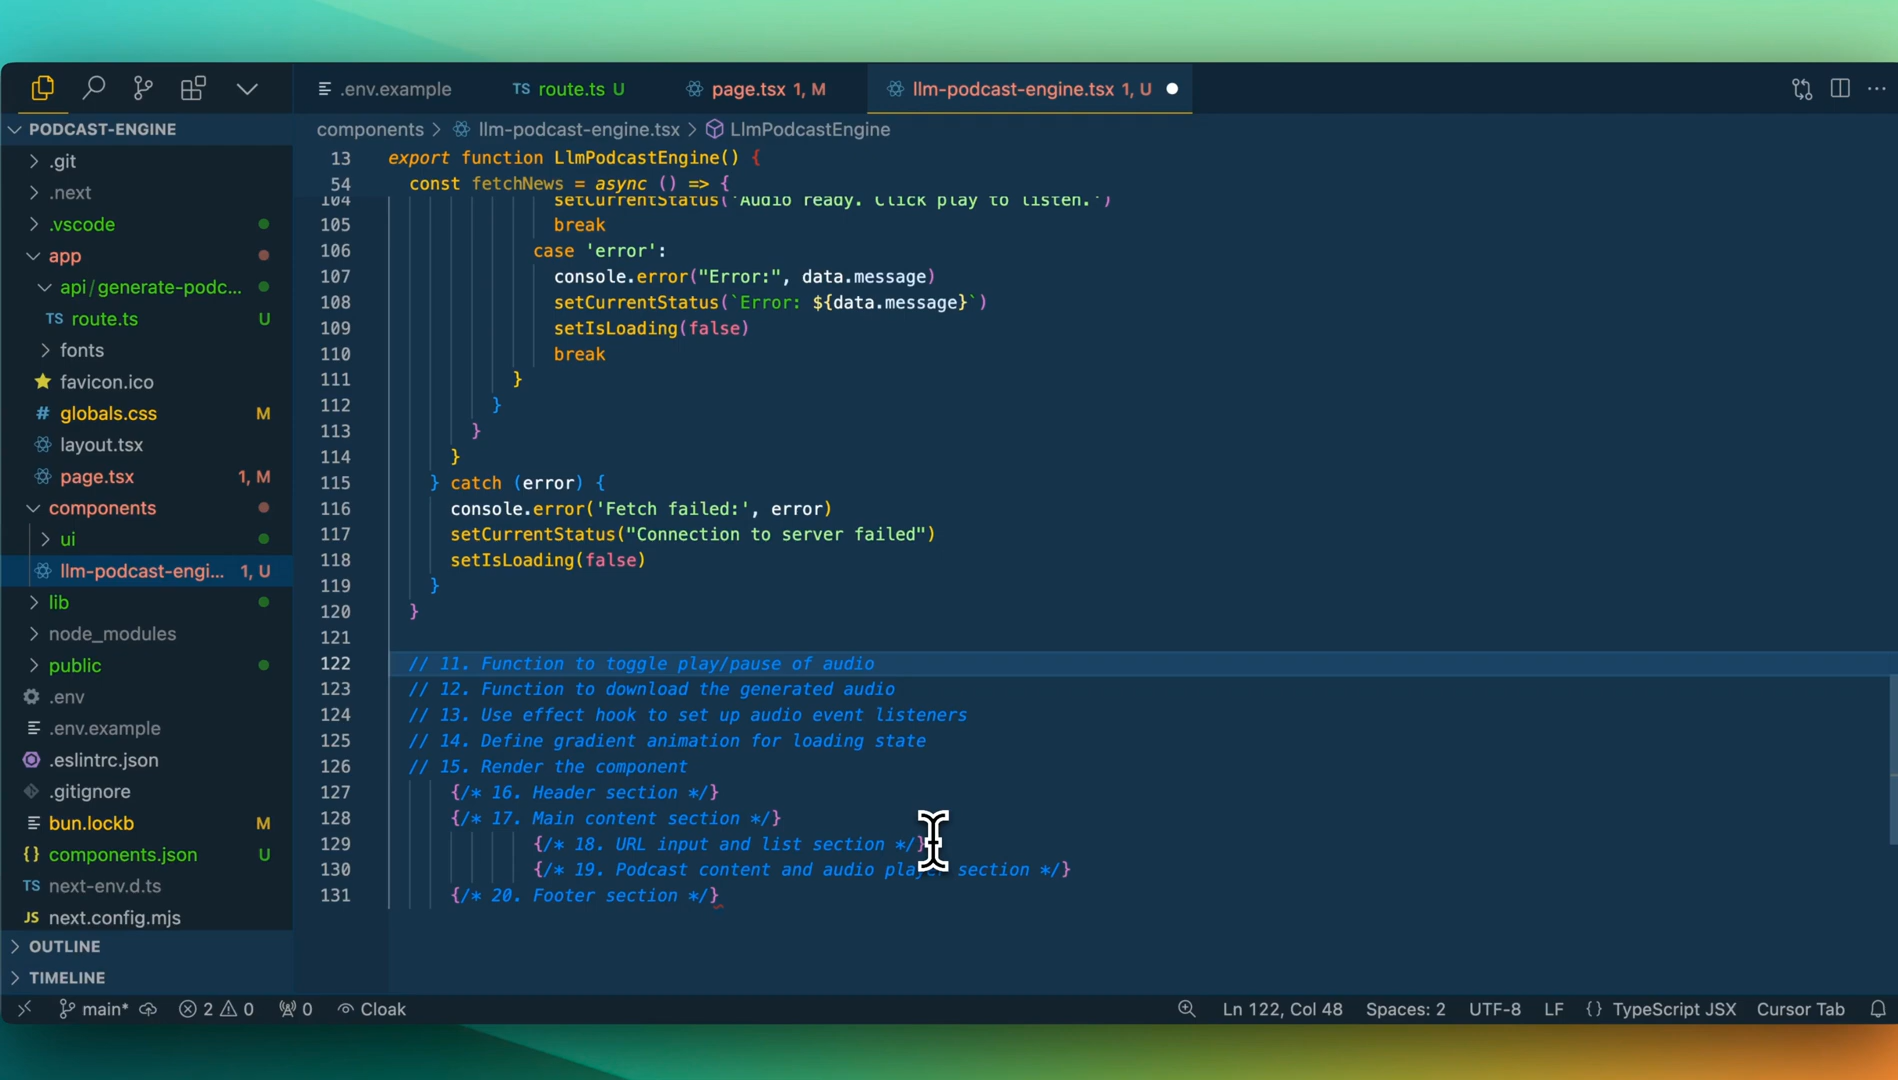 .env.example
TS route.ts U
page.tsx 1, M
llm-podcast-engine.tsx 1, U
PODCAST-ENGINE
.git
.next
.vscode
app
api/generate-podc...
TS route.ts U
fonts
favicon.ico
# globals.css M
layout.tsx
page.tsx 1, M
components
ui
llm-podcast-engi... 1, U
lib
node_modules
public
.env
.env.example
.eslintrc.json
.gitignore
bun.lockb M
{} components.json U
TS next-env.d.ts
JS next.config.mjs
OUTLINE
TIMELINE
components > llm-podcast-engine.tsx > LlmPodcastEngine
13 export function LlmPodcastEngine() {
54 const fetchNews = async () => {
104 setCurrentStatus('Audio ready. Click play to listen.')
105 break
106 case 'error':
107 console.error("Error:", data.message)
108 setCurrentStatus(`Error: ${data.message}`)
109 setIsLoading(false)
110 break
111 }
112 }
113 }
114 }
115 } catch (error) {
116 console.error('Fetch failed:', error)
117 setCurrentStatus("Connection to server failed")
118 setIsLoading(false)
119 }
120 }
121
122 // 11. Function to toggle play/pause of audio
123 // 12. Function to download the generated audio
124 // 13. Use effect hook to set up audio event listeners
125 // 14. Define gradient animation for loading state
126 // 15. Render the component
127 {/* 16. Header section */}
128 {/* 17. Main content section */}
129 {/* 18. URL input and list section */}
130 {/* 19. Podcast content and audio player section */}
131 {/* 20. Footer section */}
main* 2 0 0 Cloak Ln 122, Col 48 Spaces: 2 UTF-8 LF {} TypeScript JSX Cursor Tab